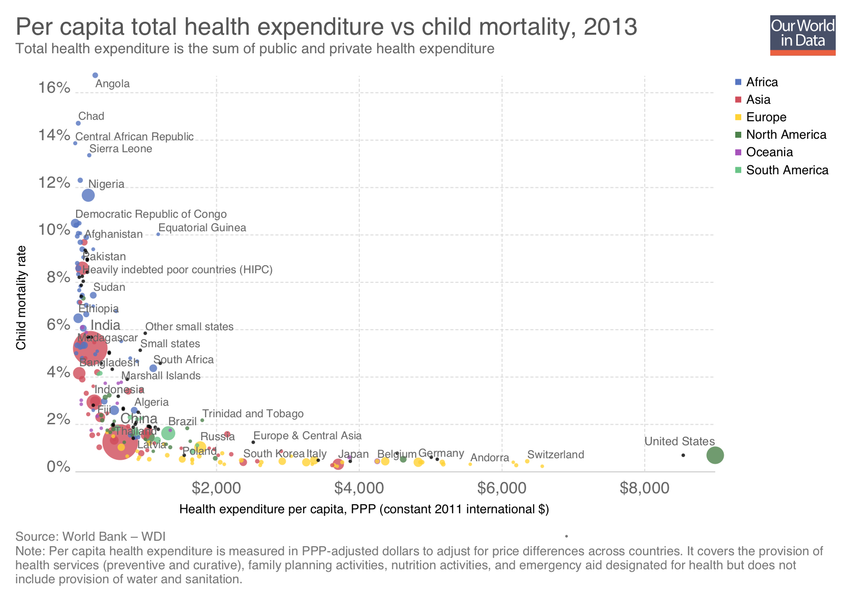 Per capita total health expenditure vs child mortality, 2013
Total health expenditure is the sum of public and private health expenditure
Our World
in Data
16%
14%
12%
10%
8%
6%
4%
2%
0%
Child mortality rate
Angola
Chad
Central African Republic
Sierra Leone
Nigeria
Democratic Republic of Congo
Equatorial Guinea
Afghanistan
Pakistan
Heavily indebted poor countries (HIPC)
Sudan
Ethiopia
India
Other small states
Madagascar
Small states
South Africa
Bangladesh
Marshall Islands
Indonesia
Algeria
Fiji
China
Brazil
Trinidad and Tobago
Thailand
Russia
Europe & Central Asia
Latvia
Poland
South Korea
Italy
Japan
Belgium
Germany
Andorra
Switzerland
United States
$2,000
$4,000
$6,000
$8,000
Health expenditure per capita, PPP (constant 2011 international $)
Africa
Asia
Europe
North America
Oceania
South America
Source: World Bank – WDI
Note: Per capita health expenditure is measured in PPP-adjusted dollars to adjust for price differences across countries. It covers the provision of
health services (preventive and curative), family planning activities, nutrition activities, and emergency aid designated for health but does not
include provision of water and sanitation.